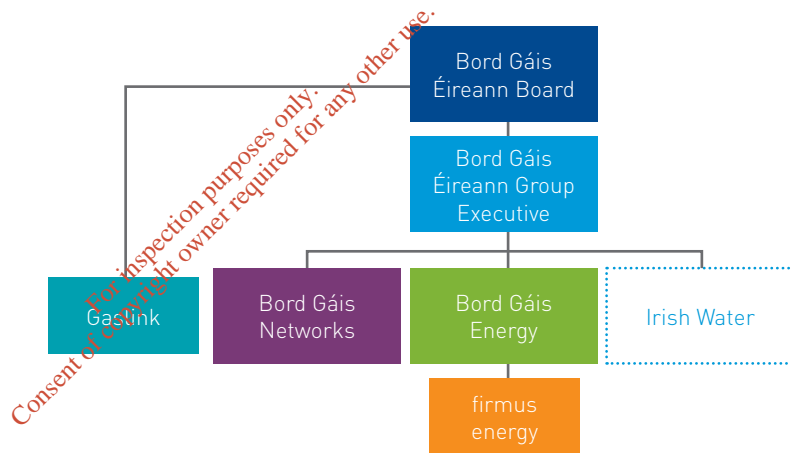 Bord Gáis
Éireann Board
Bord Gáis
Éireann Group
Executive
Gaslink
Bord Gáis
Networks
Bord Gáis
Energy
Irish Water
firmus
energy
For inspection purposes only.
Consent of copyright owner required for any other use.